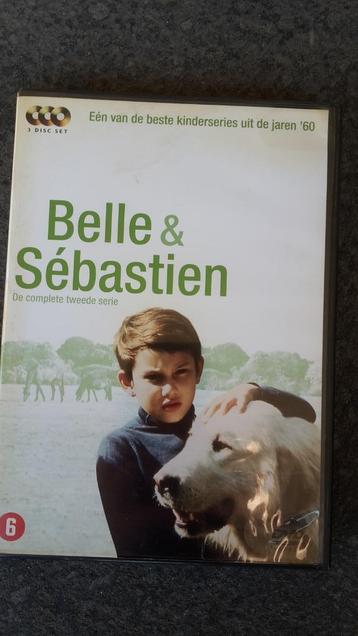 3 DISC SET
Eén van de beste kinderseries uit de jaren '60
Belle &
Sébastien
De complete tweede serie
6